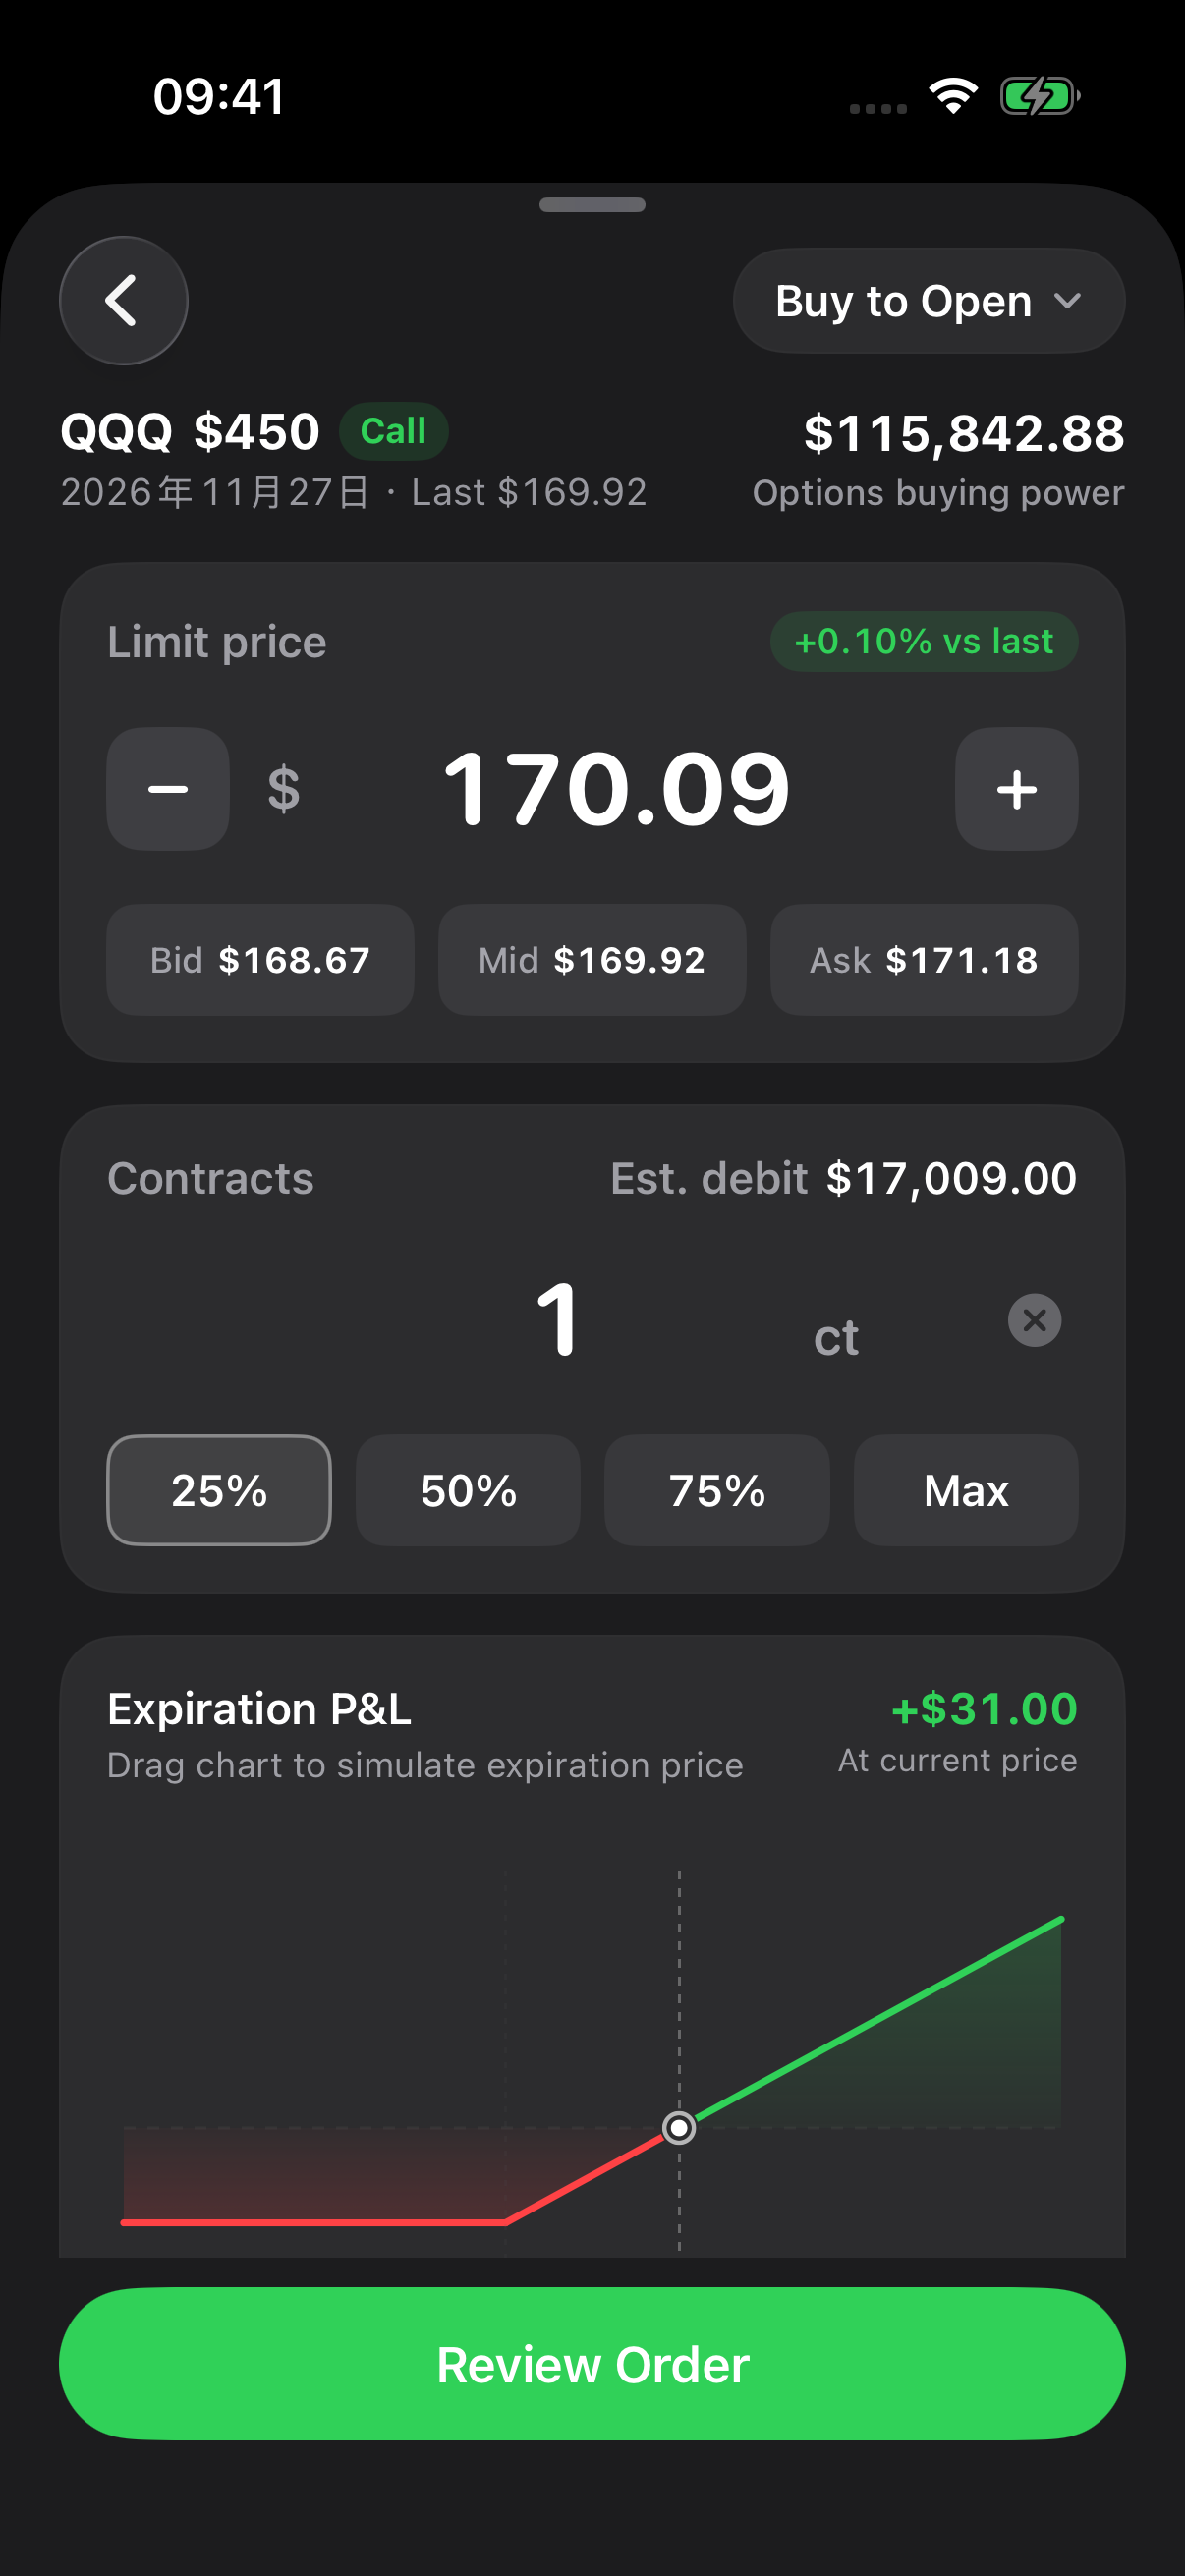 09:41
Buy to Open
QQQ $450 Call
$115,842.88
2026年11月27日 · Last $169.92
Options buying power
Limit price
+0.10% vs last
$ 170.09
Bid $168.67
Mid $169.92
Ask $171.18
Contracts
Est. debit $17,009.00
1 ct
25%
50%
75%
Max
Expiration P&L
+$31.00
Drag chart to simulate expiration price
At current price
Review Order